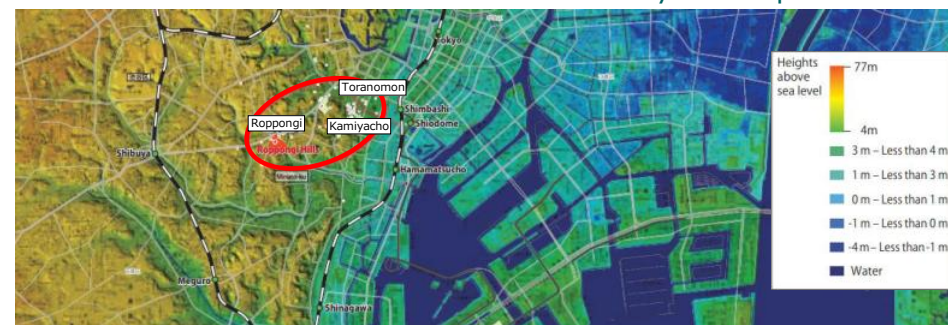 Tokyo
Toranomon
Roppongi
Kamiyacho
Shimbashi
Shiodome
Roppongi Hills
Shibuya
Hamamatsucho
Minato-ku
Meguro
Shinagawa
Heights
above
sea level
77m
4m
3 m – Less than 4 m
1 m – Less than 3 m
0 m – Less than 1 m
-1 m – Less than 0 m
-4 m – Less than -1 m
Water